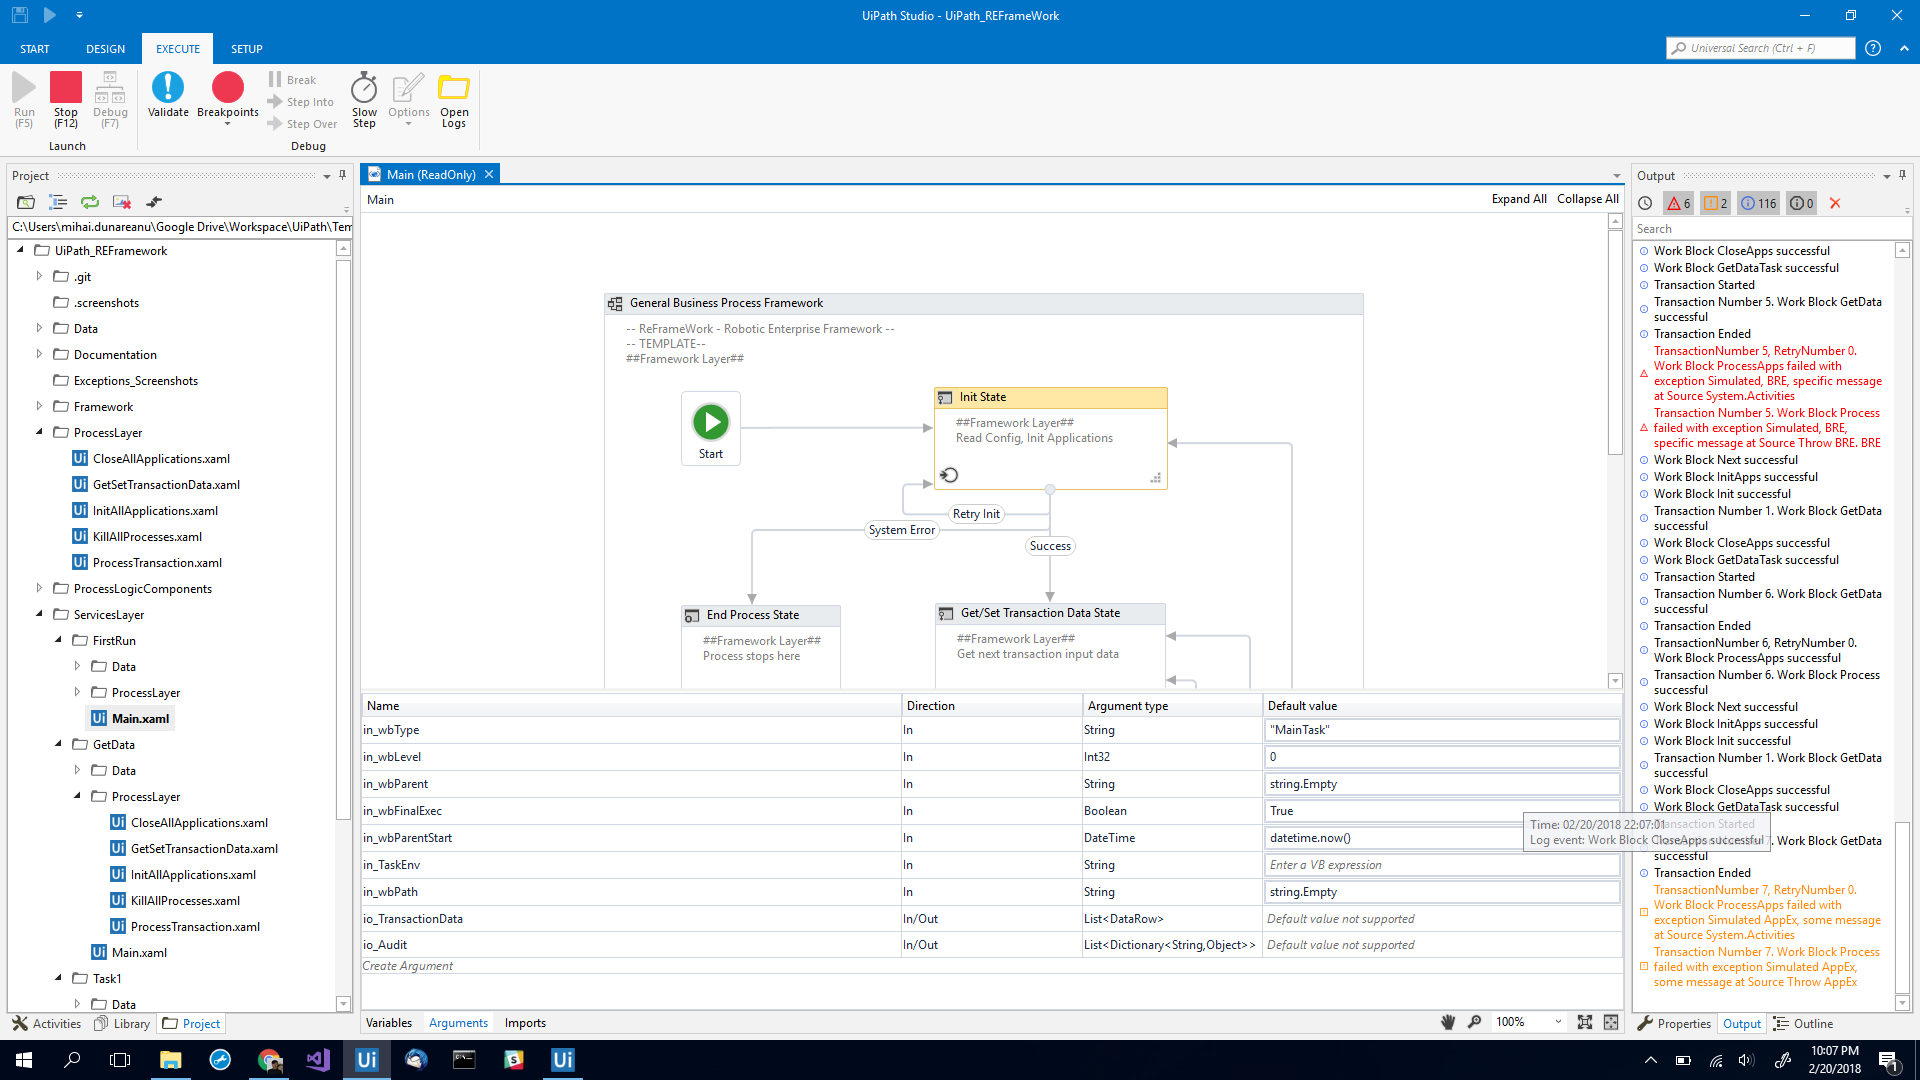 UiPath Studio - UiPath_REFrameWork
START
DESIGN
EXECUTE
SETUP
Universal Search (Ctrl + F)
Run
(F5)
Stop
(F12)
Debug
(F7)
Launch
Validate
Breakpoints
Break
Step Into
Step Over
Slow
Step
Options
Open
Logs
Debug
Project
C:\Users\mihai.dunareanu\Google Drive\Workspace\UiPath\Tem
UiPath_REFramework
.git
.screenshots
Data
Documentation
Exceptions_Screenshots
Framework
ProcessLayer
CloseAllApplications.xaml
GetSetTransactionData.xaml
InitAllApplications.xaml
KillAllProcesses.xaml
ProcessTransaction.xaml
ProcessLogicComponents
ServicesLayer
FirstRun
Data
ProcessLayer
Main.xaml
GetData
Data
ProcessLayer
CloseAllApplications.xaml
GetSetTransactionData.xaml
InitAllApplications.xaml
KillAllProcesses.xaml
ProcessTransaction.xaml
Main.xaml
Task1
Data
Activities
Library
Project
Main (ReadOnly)
Main
Expand All
Collapse All
General Business Process Framework
-- ReFrameWork - Robotic Enterprise Framework --
-- TEMPLATE--
##Framework Layer##
Start
Init State
##Framework Layer##
Read Config, Init Applications
Retry Init
System Error
Success
End Process State
##Framework Layer##
Process stops here
Get/Set Transaction Data State
##Framework Layer##
Get next transaction input data
Name Direction Argument type Default value
in_wbType In String "MainTask"
in_wbLevel In Int32 0
in_wbParent In String string.Empty
in_wbFinalExec In Boolean True
in_wbParentStart In DateTime datetime.now()
in_TaskEnv In String Enter a VB expression
in_wbPath In String string.Empty
io_TransactionData In/Out List<DataRow> Default value not supported
io_Audit In/Out List<Dictionary<String,Object>> Default value not supported
Create Argument
Variables
Arguments
Imports
100%
Output
6
2
116
0
Search
Work Block CloseApps successful
Work Block GetDataTask successful
Transaction Started
Transaction Number 5. Work Block GetData
successful
Transaction Ended
TransactionNumber 5, RetryNumber 0.
Work Block ProcessApps failed with
exception Simulated, BRE, specific message
at Source System.Activities
Transaction Number 5. Work Block Process
failed with exception Simulated, BRE,
specific message at Source Throw BRE. BRE
Work Block Next successful
Work Block InitApps successful
Work Block Init successful
Transaction Number 1. Work Block GetData
successful
Work Block CloseApps successful
Work Block GetDataTask successful
Transaction Started
Transaction Number 6. Work Block GetData
successful
Transaction Ended
TransactionNumber 6, RetryNumber 0.
Work Block ProcessApps successful
Transaction Number 6. Work Block Process
successful
Work Block Next successful
Work Block InitApps successful
Work Block Init successful
Transaction Number 1. Work Block GetData
successful
Work Block CloseApps successful
Work Block GetDataTask successful
Transaction Started
Time: 02/20/2018 22:07:01
Log event: Work Block CloseApps successful
7. Work Block GetData
successful
Transaction Ended
TransactionNumber 7, RetryNumber 0.
Work Block ProcessApps failed with
exception Simulated AppEx, some message
at Source System.Activities
Transaction Number 7. Work Block Process
failed with exception Simulated AppEx,
some message at Source Throw AppEx
Properties
Output
Outline
10:07 PM
2/20/2018
1